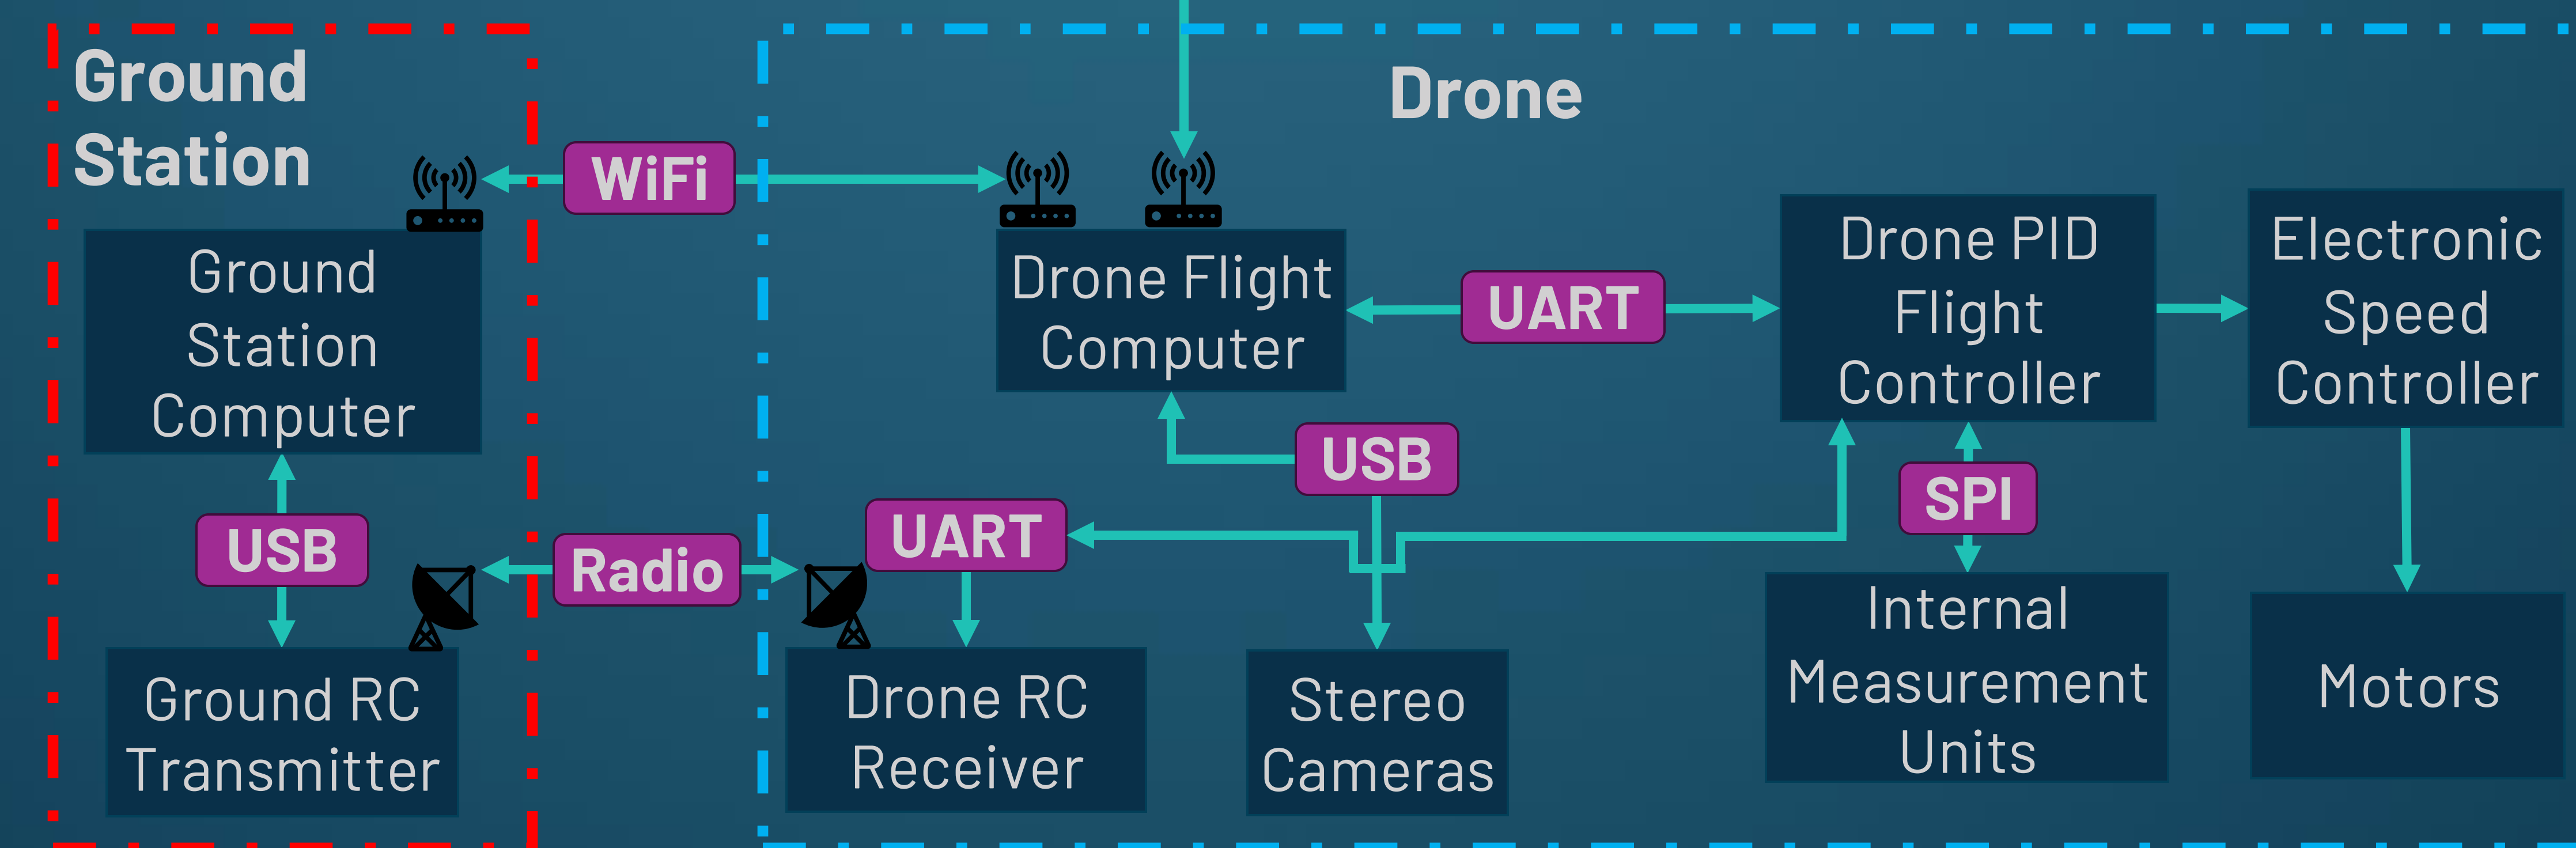 Ground
Station
Drone
WiFi
Ground
Station
Computer
Drone Flight
Computer
UART
Drone PID
Flight
Controller
Electronic
Speed
Controller
USB
SPI
UART
USB
Radio
Ground RC
Transmitter
Drone RC
Receiver
Stereo
Cameras
Internal
Measurement
Units
Motors